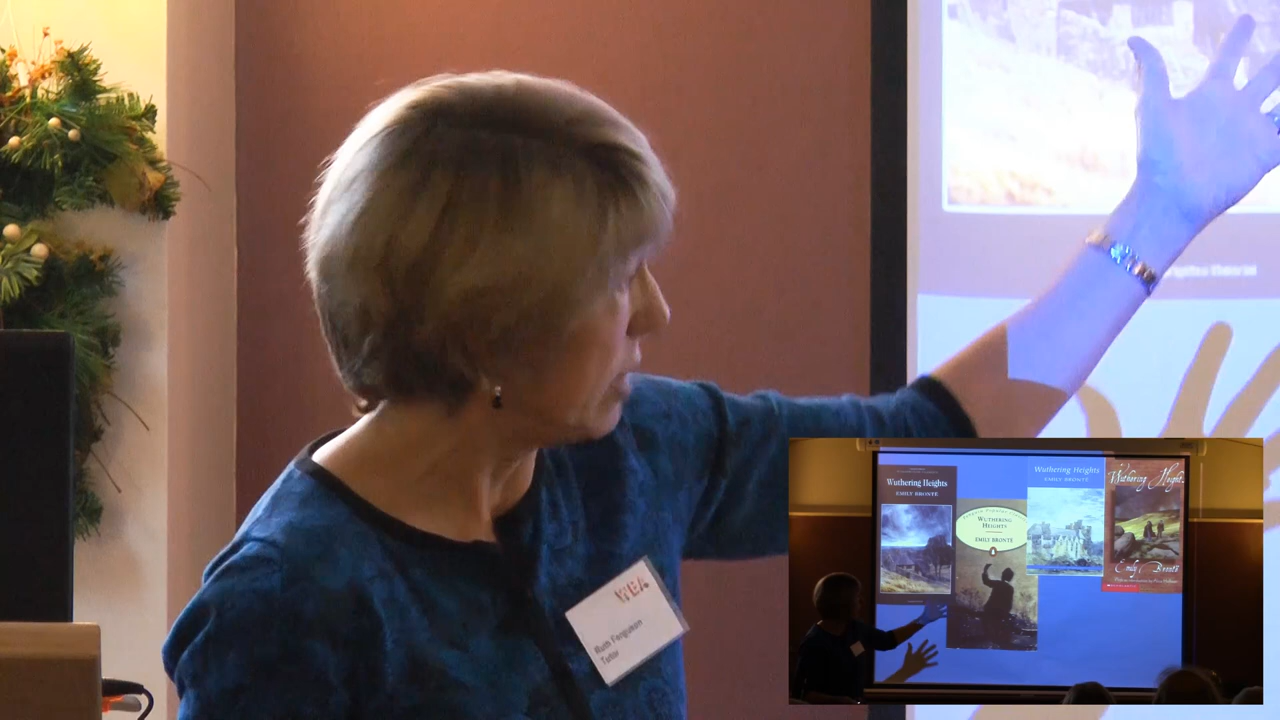 WEA
Ruth Ferguson
Tutor
Wuthering Heights
EMILY BRONTË
WUTHERING
HEIGHTS
EMILY BRONTË
Wuthering Heights
EMILY BRONTË
Wuthering Heights
Emily Brontë